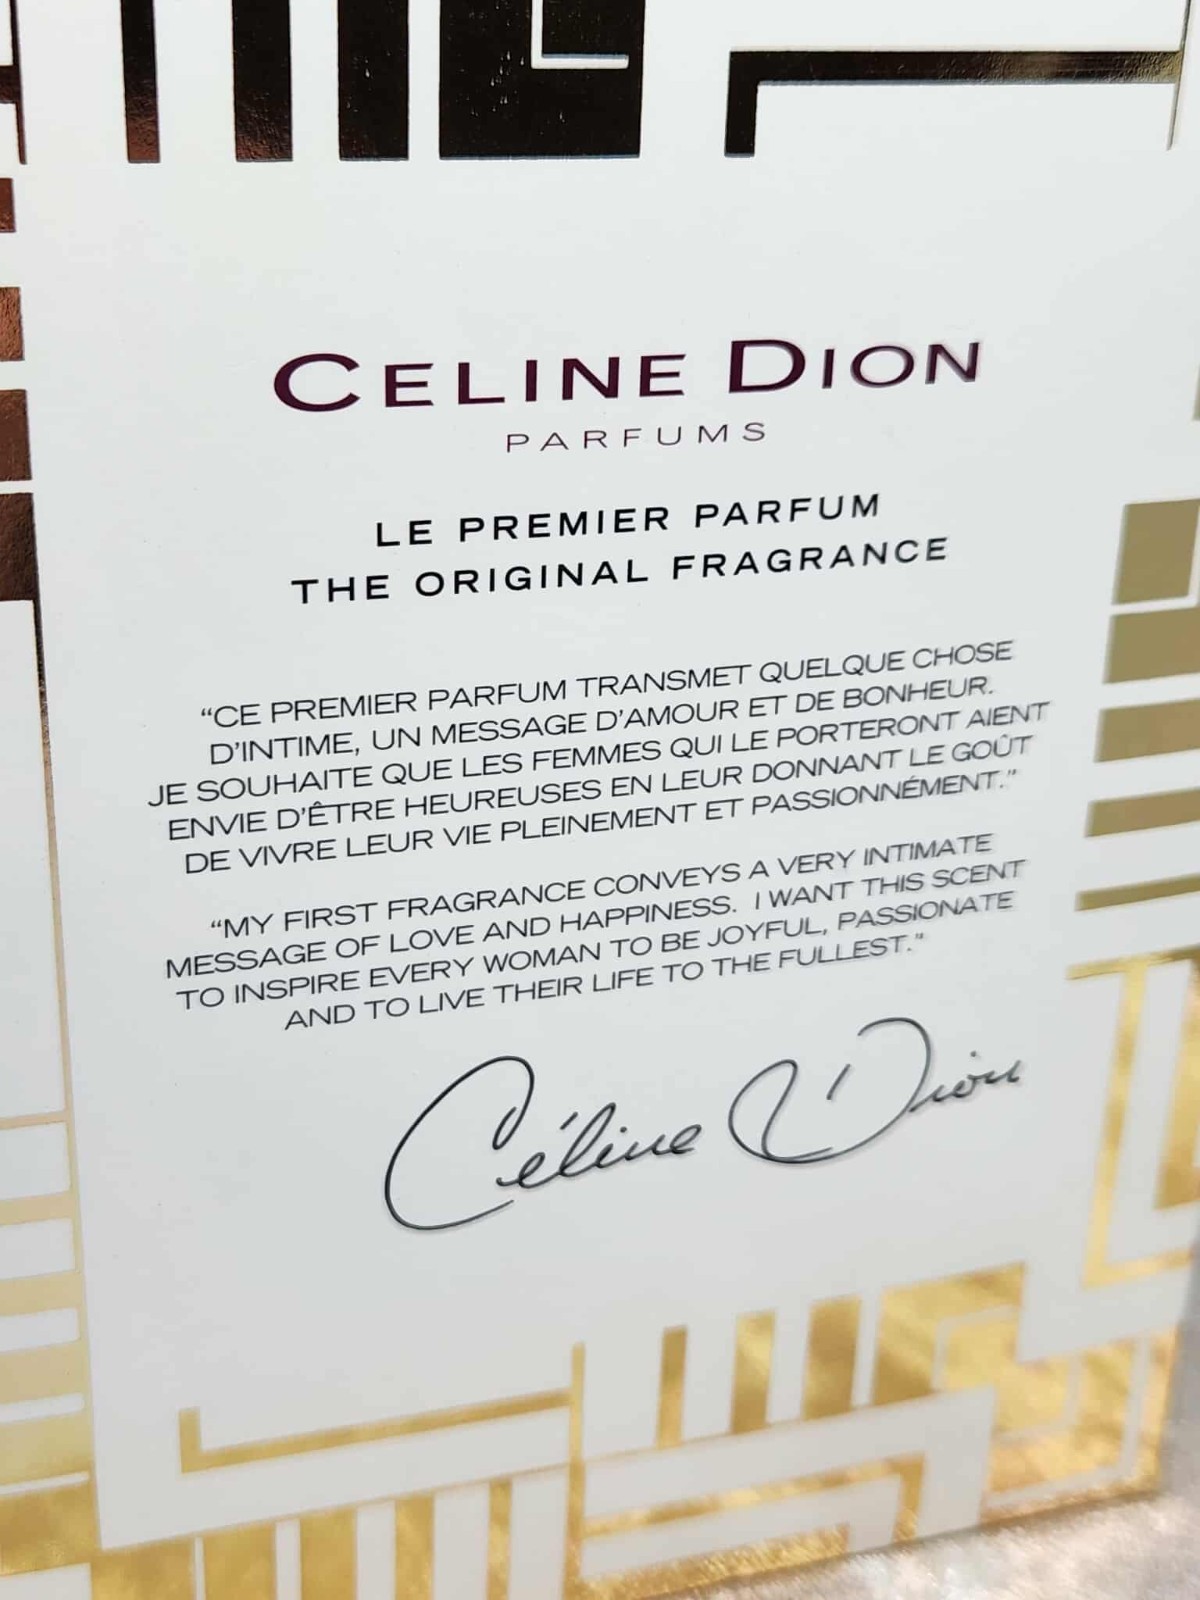 CELINE DION
PARFUMS
LE PREMIER PARFUM
THE ORIGINAL FRAGRANCE
“CE PREMIER PARFUM TRANSMET QUELQUE CHOSE
D’INTIME, UN MESSAGE D’AMOUR ET DE BONHEUR.
JE SOUHAITE QUE LES FEMMES QUI LE PORTERONT AIENT
ENVIE D’ÊTRE HEUREUSES EN LEUR DONNANT LE GOÛT
DE VIVRE LEUR VIE PLEINEMENT ET PASSIONNÉMENT.”
“MY FIRST FRAGRANCE CONVEYS A VERY INTIMATE
MESSAGE OF LOVE AND HAPPINESS. I WANT THIS SCENT
TO INSPIRE EVERY WOMAN TO BE JOYFUL, PASSIONATE
AND TO LIVE THEIR LIFE TO THE FULLEST.”
Céline Dion